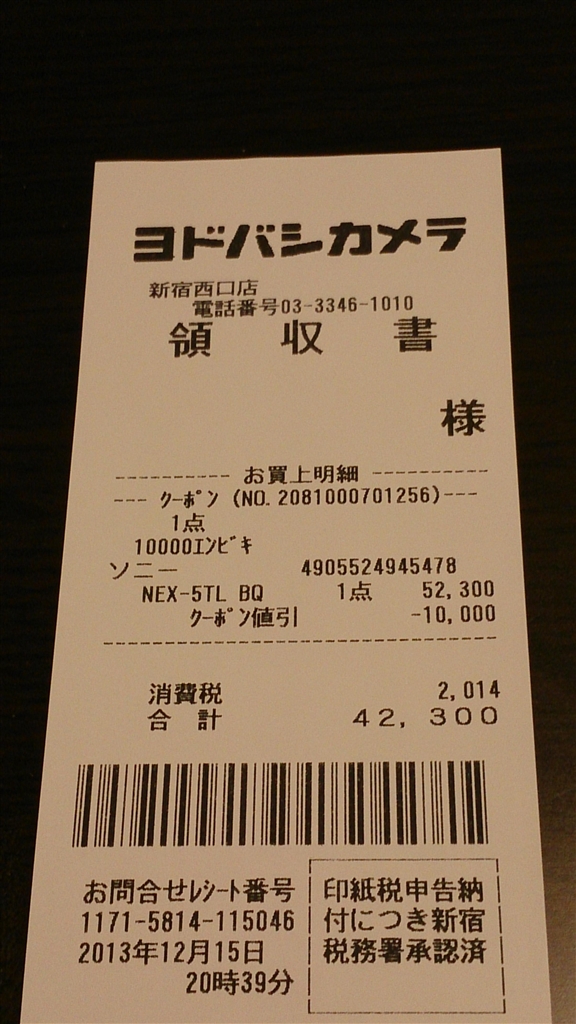 ヨドバシカメラ
新宿西口店
電話番号03-3346-1010
領 収 書
様
---------- お買上明細 ----------
--- ｸｰﾎﾟﾝ (NO. 2081000701256)---
1点
10000ｴﾝﾋﾞｷ
ソニー 4905524945478
NEX-5TL BQ 1点 52,300
ｸｰﾎﾟﾝ値引 -10,000
消費税 2,014
合 計 42,300
お問合せﾚｼｰﾄ番号
1171-5814-115046
2013年12月15日
20時39分
印紙税申告納
付につき新宿
税務署承認済